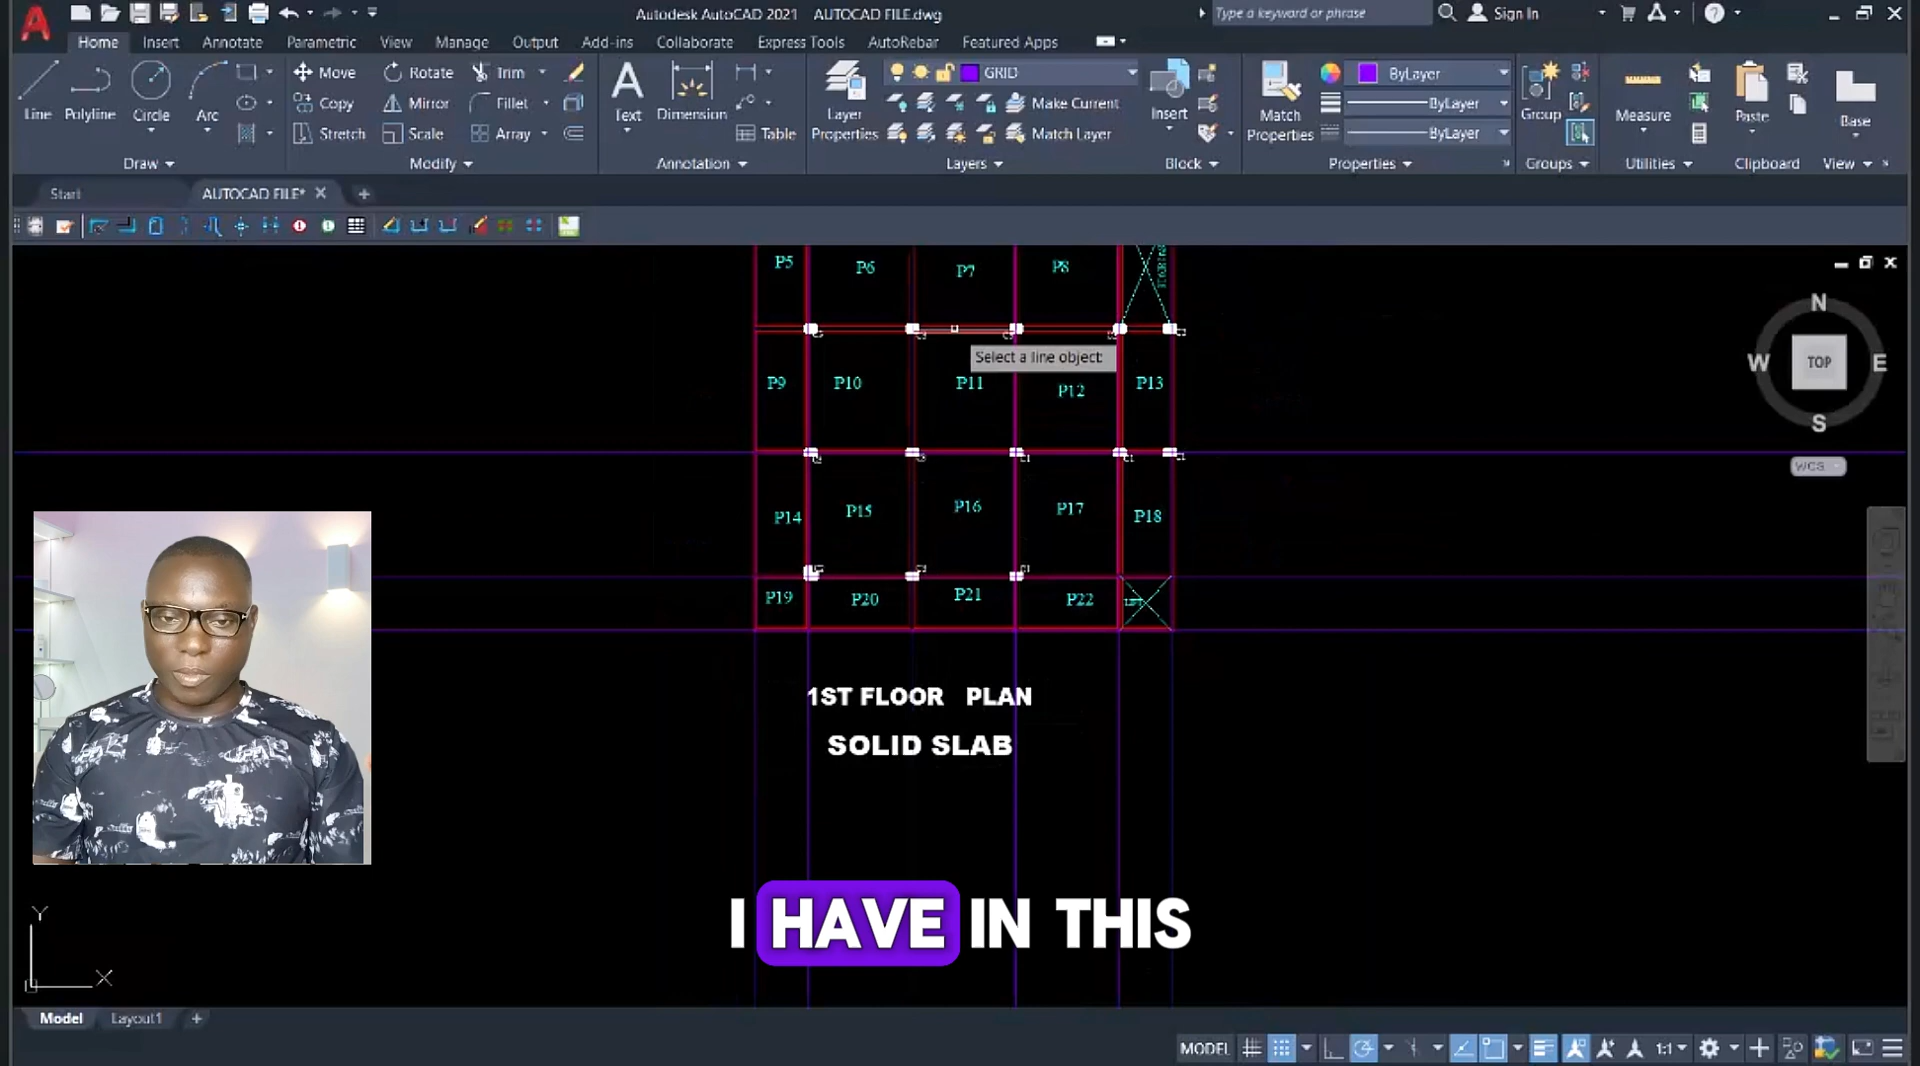 Autodesk AutoCAD 2021 AUTOCAD FILE.dwg
Type a keyword or phrase
Sign In
Home Insert Annotate Parametric View Manage Output Add-ins Collaborate Express Tools AutoRebar Featured Apps
Line Polyline Circle Arc
Move Rotate Trim
Copy Mirror Fillet
Stretch Scale Array
Text Dimension Table
Layer Properties
GRID
Make Current
Match Layer
Insert
Match Properties
ByLayer
ByLayer
ByLayer
Group Measure Paste Base
Draw Modify Annotation Layers Block Properties Groups Utilities Clipboard View
Start AUTOCAD FILE*
P5 P6 P7 P8
Select a line object:
P9 P10 P11 P12 P13
P14 P15 P16 P17 P18
P19 P20 P21 P22
N
W TOP E
S
WCS
1ST FLOOR PLAN
SOLID SLAB
I HAVE IN THIS
Y
X
Model Layout1
MODEL 1:1